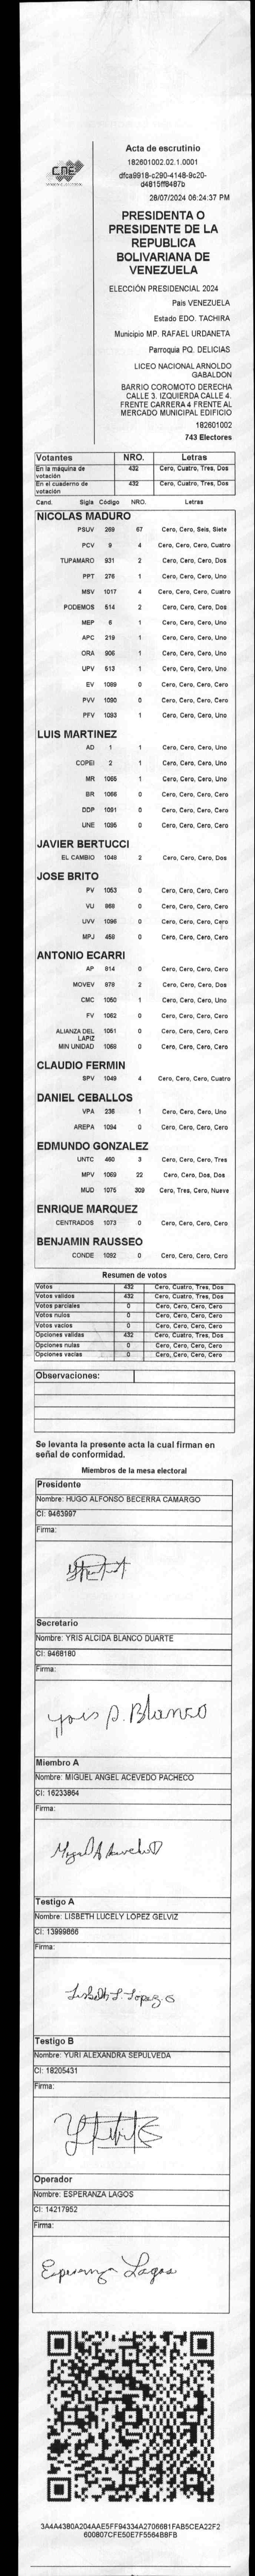 CNE
Acta de escrutinio
182601002.02.1.0001
dfca9918-c290-4148-9c20-
d4815ff8487b
28/07/2024 06:24:37 PM
PRESIDENTA O
PRESIDENTE DE LA
REPUBLICA
BOLIVARIANA DE
VENEZUELA
ELECCIÓN PRESIDENCIAL 2024
Pais VENEZUELA
Estado EDO. TACHIRA
Municipio MP. RAFAEL URDANETA
Parroquia PQ. DELICIAS
LICEO NACIONAL ARNOLDO
GABALDON
BARRIO COROMOTO DERECHA
CALLE 3. IZQUIERDA CALLE 4.
FRENTE CARRERA 4 FRENTE AL
MERCADO MUNICIPAL EDIFICIO
182601002
743 Electores
Votantes NRO. Letras
En la máquina de votación 432 Cero, Cuatro, Tres, Dos
En el cuaderno de votación 432 Cero, Cuatro, Tres, Dos
Cand. Sigla Código NRO. Letras
NICOLAS MADURO
PSUV 269 67 Cero, Cero, Seis, Siete
PCV 9 4 Cero, Cero, Cero, Cuatro
TUPAMARO 931 2 Cero, Cero, Cero, Dos
PPT 276 1 Cero, Cero, Cero, Uno
MSV 1017 4 Cero, Cero, Cero, Cuatro
PODEMOS 514 2 Cero, Cero, Cero, Dos
MEP 6 1 Cero, Cero, Cero, Uno
APC 219 1 Cero, Cero, Cero, Uno
ORA 906 1 Cero, Cero, Cero, Uno
UPV 513 1 Cero, Cero, Cero, Uno
EV 1089 0 Cero, Cero, Cero, Cero
PVV 1090 0 Cero, Cero, Cero, Cero
PFV 1093 1 Cero, Cero, Cero, Uno
LUIS MARTINEZ
AD 1 1 Cero, Cero, Cero, Uno
COPEI 2 1 Cero, Cero, Cero, Uno
MR 1065 1 Cero, Cero, Cero, Uno
BR 1066 0 Cero, Cero, Cero, Cero
DDP 1091 0 Cero, Cero, Cero, Cero
UNE 1095 0 Cero, Cero, Cero, Cero
JAVIER BERTUCCI
EL CAMBIO 1048 2 Cero, Cero, Cero, Dos
JOSE BRITO
PV 1053 0 Cero, Cero, Cero, Cero
VU 868 0 Cero, Cero, Cero, Cero
UVV 1096 0 Cero, Cero, Cero, Cero
MPJ 458 0 Cero, Cero, Cero, Cero
ANTONIO ECARRI
AP 814 0 Cero, Cero, Cero, Cero
MOVEV 978 2 Cero, Cero, Cero, Dos
CMC 1050 1 Cero, Cero, Cero, Uno
FV 1052 0 Cero, Cero, Cero, Cero
ALIANZA DEL LAPIZ 1051 0 Cero, Cero, Cero, Cero
MIN UNIDAD 1068 0 Cero, Cero, Cero, Cero
CLAUDIO FERMIN
SPV 1049 4 Cero, Cero, Cero, Cuatro
DANIEL CEBALLOS
VPA 236 1 Cero, Cero, Cero, Uno
AREPA 1094 0 Cero, Cero, Cero, Cero
EDMUNDO GONZALEZ
UNTC 460 3 Cero, Cero, Cero, Tres
MPV 1069 22 Cero, Cero, Dos, Dos
MUD 1075 309 Cero, Tres, Cero, Nueve
ENRIQUE MARQUEZ
CENTRADOS 1073 0 Cero, Cero, Cero, Cero
BENJAMIN RAUSSEO
CONDE 1092 0 Cero, Cero, Cero, Cero
Resumen de votos
Votos 432 Cero, Cuatro, Tres, Dos
Votos validos 432 Cero, Cuatro, Tres, Dos
Votos parciales 0 Cero, Cero, Cero, Cero
Votos nulos 0 Cero, Cero, Cero, Cero
Votos vacios 0 Cero, Cero, Cero, Cero
Opciones validas 432 Cero, Cuatro, Tres, Dos
Opciones nulas 0 Cero, Cero, Cero, Cero
Opciones vacias 0 Cero, Cero, Cero, Cero
Observaciones:
Se levanta la presente acta la cual firman en
señal de conformidad.
Miembros de la mesa electoral
Presidente
Nombre: HUGO ALFONSO BECERRA CAMARGO
CI: 9463997
Firma:
Secretario
Nombre: YRIS ALCIDA BLANCO DUARTE
CI: 9468180
Firma:
Yris A. Blanco
Miembro A
Nombre: MIGUEL ANGEL ACEVEDO PACHECO
CI: 16233864
Firma:
Testigo A
Nombre: LISBETH LUCELY LOPEZ GELVIZ
CI: 13999866
Firma:
Lisbeth L. Lopez G
Testigo B
Nombre: YURI ALEXANDRA SEPULVEDA
CI: 18205431
Firma:
Operador
Nombre: ESPERANZA LAGOS
CI: 14217952
Firma:
Esperanza Lagos
3A4A4380A204AAE5FF94334A2706681FAB5CEA22F2
600807CFE50E7F5564B8FB